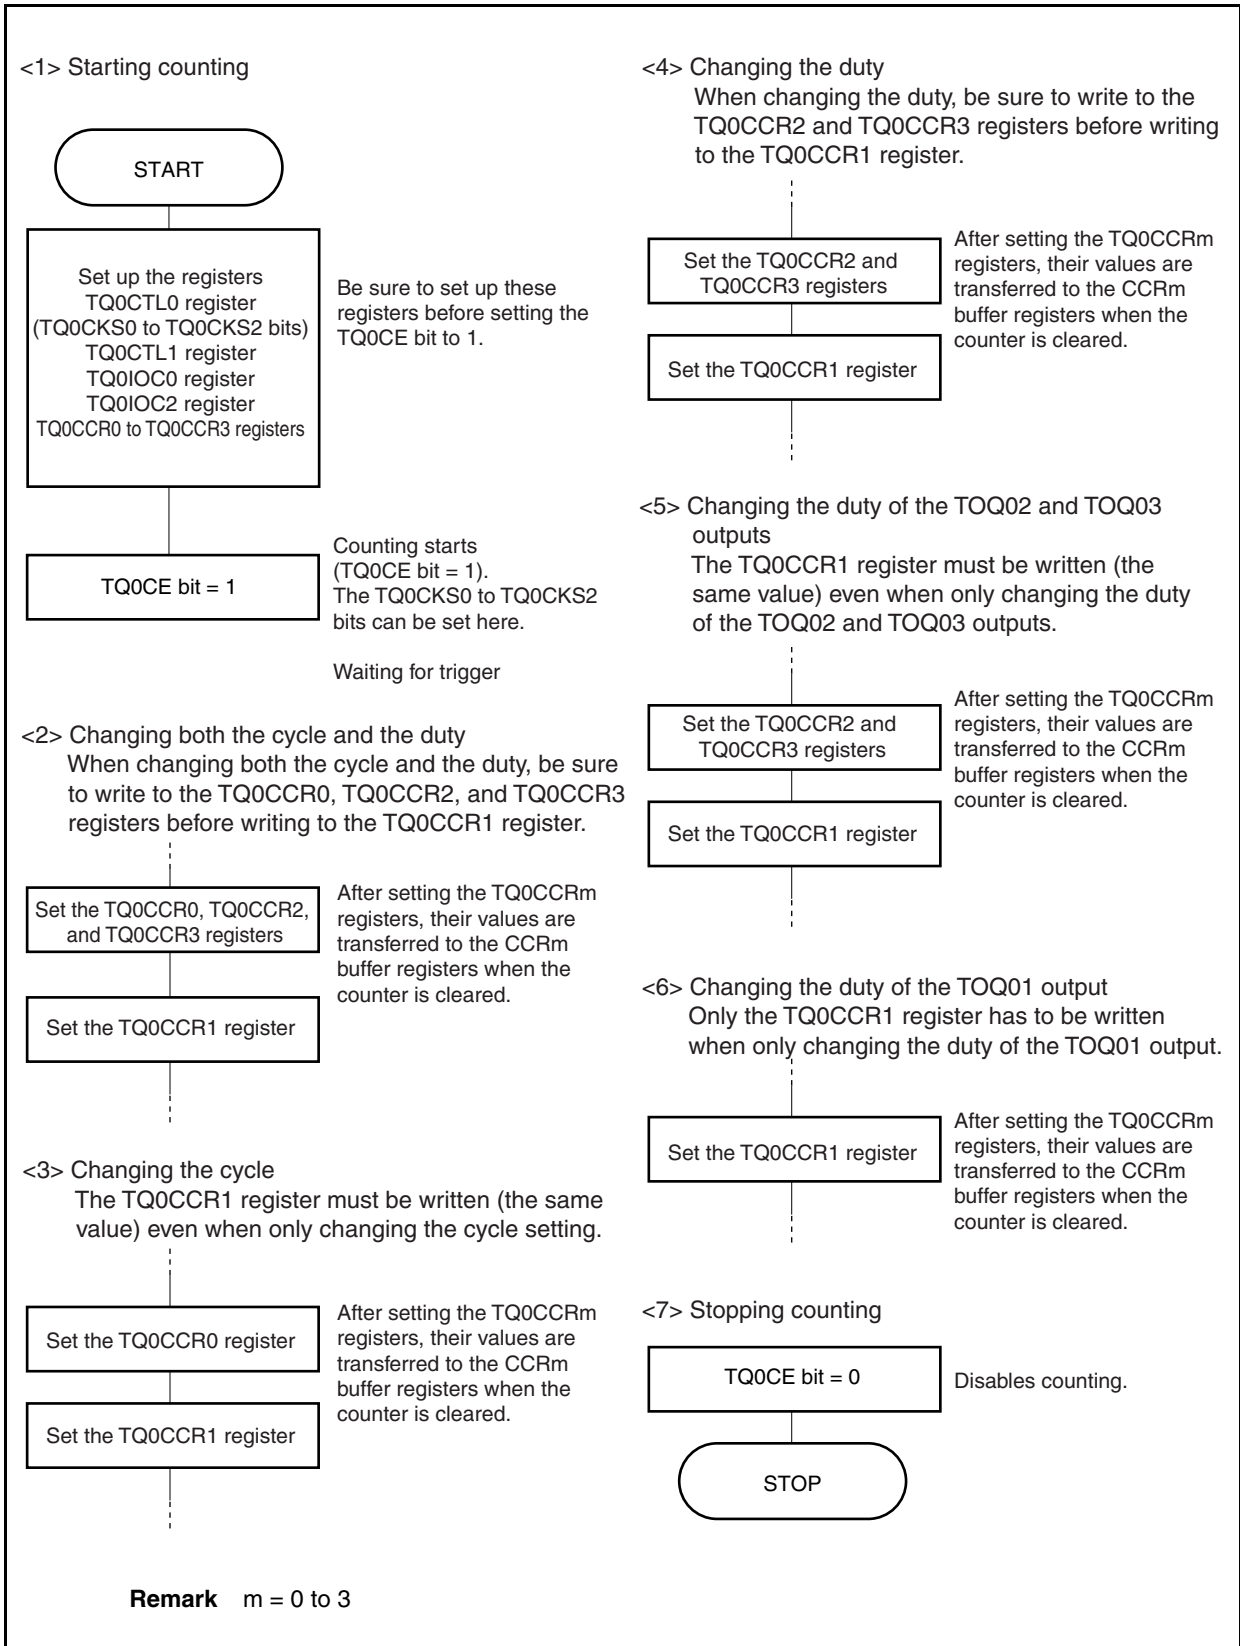 <1> Starting counting
START
Set up the registers
TQ0CTL0 register
(TQ0CKS0 to TQ0CKS2 bits)
TQ0CTL1 register
TQ0IOC0 register
TQ0IOC2 register
TQ0CCR0 to TQ0CCR3 registers
Be sure to set up these
registers before setting the
TQ0CE bit to 1.
TQ0CE bit = 1
Counting starts
(TQ0CE bit = 1).
The TQ0CKS0 to TQ0CKS2
bits can be set here.
Waiting for trigger
<2> Changing both the cycle and the duty
When changing both the cycle and the duty, be sure
to write to the TQ0CCR0, TQ0CCR2, and TQ0CCR3
registers before writing to the TQ0CCR1 register.
Set the TQ0CCR0, TQ0CCR2,
and TQ0CCR3 registers
After setting the TQ0CCRm
registers, their values are
transferred to the CCRm
buffer registers when the
counter is cleared.
Set the TQ0CCR1 register
<3> Changing the cycle
The TQ0CCR1 register must be written (the same
value) even when only changing the cycle setting.
Set the TQ0CCR0 register
After setting the TQ0CCRm
registers, their values are
transferred to the CCRm
buffer registers when the
counter is cleared.
Set the TQ0CCR1 register
<4> Changing the duty
When changing the duty, be sure to write to the
TQ0CCR2 and TQ0CCR3 registers before writing
to the TQ0CCR1 register.
Set the TQ0CCR2 and
TQ0CCR3 registers
After setting the TQ0CCRm
registers, their values are
transferred to the CCRm
buffer registers when the
counter is cleared.
Set the TQ0CCR1 register
<5> Changing the duty of the TOQ02 and TOQ03
outputs
The TQ0CCR1 register must be written (the
same value) even when only changing the duty
of the TOQ02 and TOQ03 outputs.
Set the TQ0CCR2 and
TQ0CCR3 registers
After setting the TQ0CCRm
registers, their values are
transferred to the CCRm
buffer registers when the
counter is cleared.
Set the TQ0CCR1 register
<6> Changing the duty of the TOQ01 output
Only the TQ0CCR1 register has to be written
when only changing the duty of the TOQ01 output.
Set the TQ0CCR1 register
After setting the TQ0CCRm
registers, their values are
transferred to the CCRm
buffer registers when the
counter is cleared.
<7> Stopping counting
TQ0CE bit = 0
Disables counting.
STOP
Remark m = 0 to 3